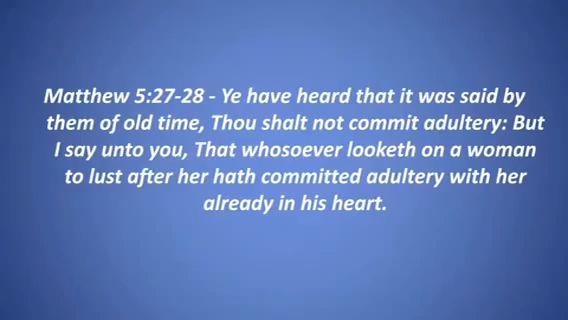 Matthew 5:27-28 - Ye have heard that it was said by
them of old time, Thou shalt not commit adultery: But
I say unto you, That whosoever looketh on a woman
to lust after her hath committed adultery with her
already in his heart.